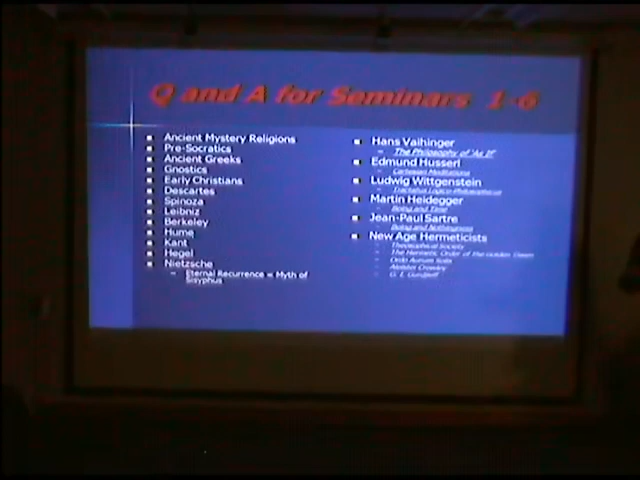 Q and A for Seminars 1-6
Ancient Mystery Religions
Pre-Socratics
Ancient Greeks
Gnostics
Early Christians
Descartes
Spinoza
Leibniz
Berkeley
Hume
Kant
Hegel
Nietzsche
– Eternal Recurrence ∝ Myth of
Sisyphus
Hans Vaihinger
– The Philosophy of 'As If'
Edmund Husserl
– Cartesian Meditations
Ludwig Wittgenstein
– Tractatus Logico-Philosophicus
Martin Heidegger
– Being and Time
Jean-Paul Sartre
– Being and Nothingness
New Age Hermeticists
– Theosophical Society
– The Hermetic Order of the Golden Dawn
– Ordo Aurum Solis
– Aleister Crowley
– G. I. Gurdjieff